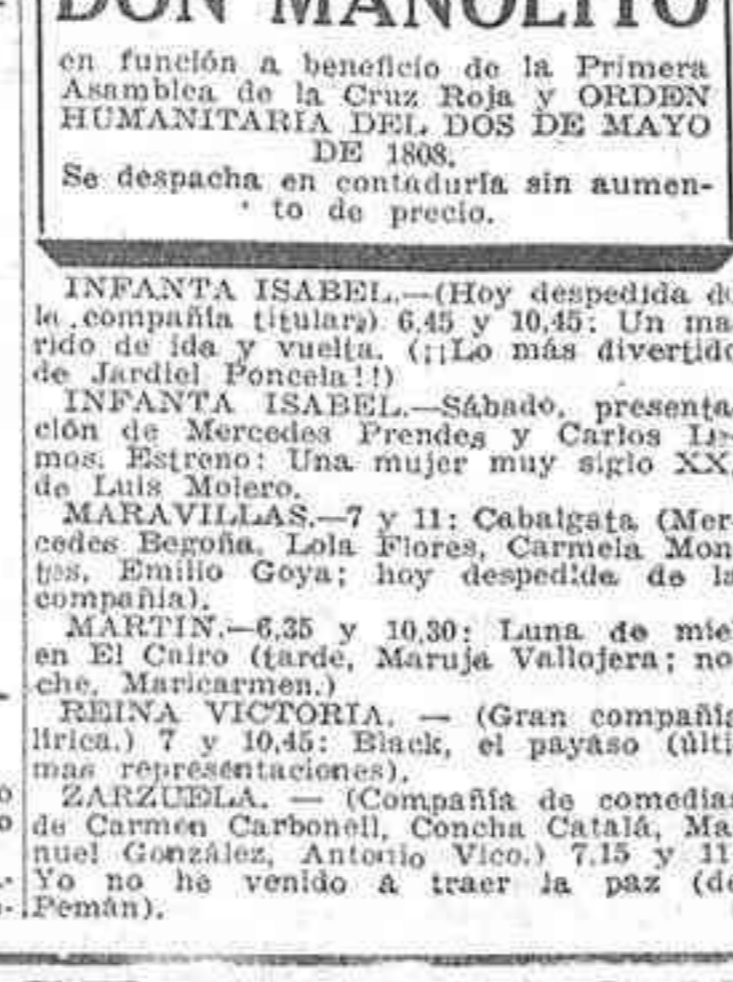 DON MANOLITO
en función a beneficio de la Primera
Asamblea de la Cruz Roja y ORDEN
HUMANITARIA DEL DOS DE MAYO
DE 1808.
Se despacha en contaduría sin aumen-
to de precio.
INFANTA ISABEL.—(Hoy despedida de
la compañía titular.) 6,45 y 10,45: Un ma-
rido de ida y vuelta. (¡¡Lo más divertido
de Jardiel Poncela!!)
INFANTA ISABEL.—Sábado, presenta-
ción de Mercedes Prendes y Carlos Le-
mos. Estreno: Una mujer muy siglo XX,
de Luis Molero.
MARAVILLAS.—7 y 11: Cabalgata (Mer-
cedes Begoña, Lola Flores, Carmela Mon-
tes, Emilio Goya; hoy despedida de la
compañía).
MARTIN.—6,35 y 10,30: Luna de miel
en El Cairo (tarde, Maruja Vallojera; no-
che, Maricarmen.)
REINA VICTORIA. — (Gran compañía
lírica.) 7 y 10,45: Black, el payaso (últi-
mas representaciones).
ZARZUELA. — (Compañía de comedias
de Carmen Carbonell, Concha Catalá, Ma-
nuel González, Antonio Vico.) 7,15 y 11:
Yo no he venido a traer la paz (de
Pemán).